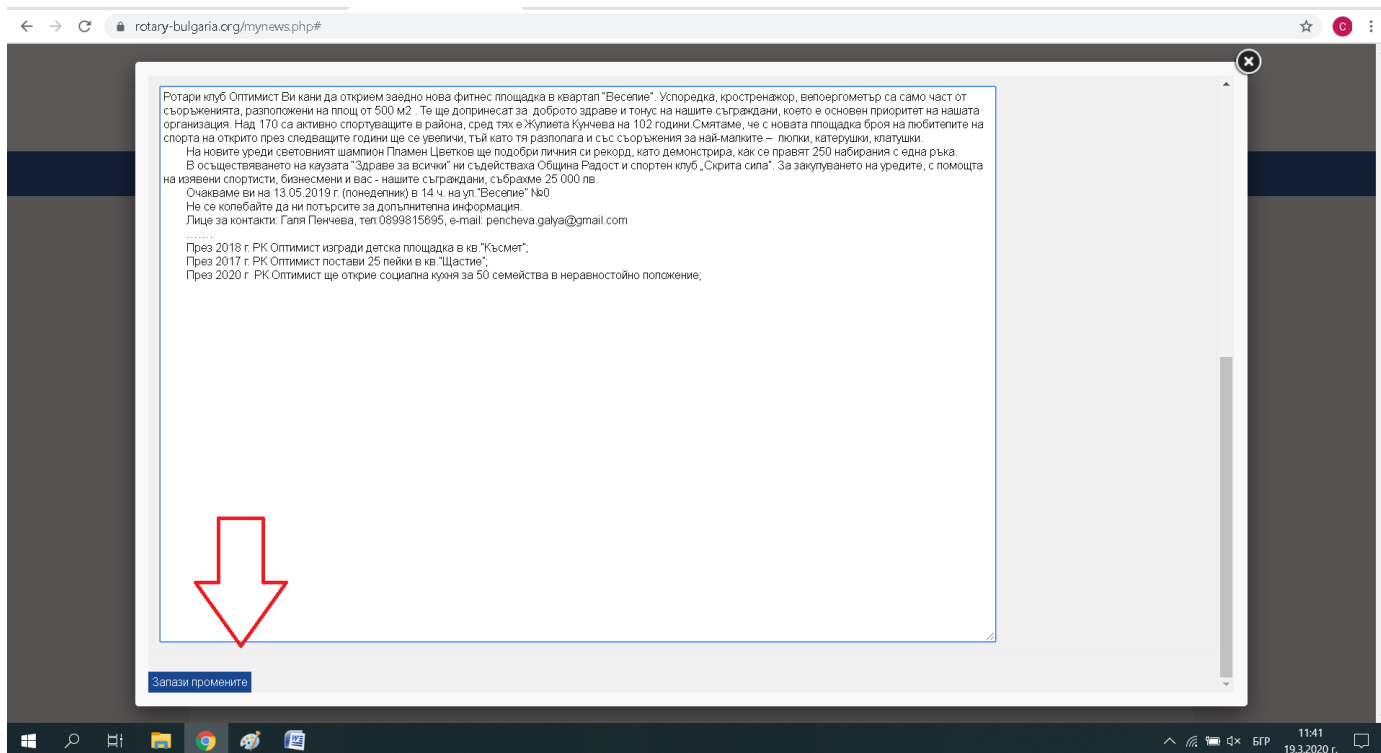 rotary-bulgaria.org/mynews.php#
C
Ротари клуб Оптимист Ви кани да открием заедно нова фитнес площадка в квартал "Веселие". Успоредка, кростренажор, велоергометър са само част от
съоръженията, разположени на площ от 500 м2 . Те ще допринесат за доброто здраве и тонус на нашите съграждани, което е основен приоритет на нашата
организация. Над 170 са активно спортуващите в района, сред тях е Жулиета Кунчева на 102 години.Смятаме, че с новата площадка броя на любителите на
спорта на открито през следващите години ще се увеличи, тъй като тя разполага и със съоръжения за най-малките – люлки, катерушки, клатушки.
На новите уреди световният шампион Пламен Цветков ще подобри личния си рекорд, като демонстрира, как се правят 250 набирания с една ръка.
В осъществяването на каузата "Здраве за всички" ни съдействаха Община Радост и спортен клуб „Скрита сила". За закупуването на уредите, с помощта
на изявени спортисти, бизнесмени и вас - нашите съграждани, събрахме 25 000 лв.
Очакваме ви на 13.05.2019 г. (понеделник) в 14 ч. на ул."Веселие" №0
Не се колебайте да ни потърсите за допълнителна информация.
Лице за контакти: Галя Пенчева, тел:0899815695, e-mail: pencheva.galya@gmail.com
.......
През 2018 г. РК Оптимист изгради детска площадка в кв."Късмет";
През 2017 г. РК Оптимист постави 25 пейки в кв."Щастие";
През 2020 г РК Оптимист ще открие социална кухня за 50 семейства в неравностойно положение;
Запази промените
БГР
11:41
19.3.2020 г.